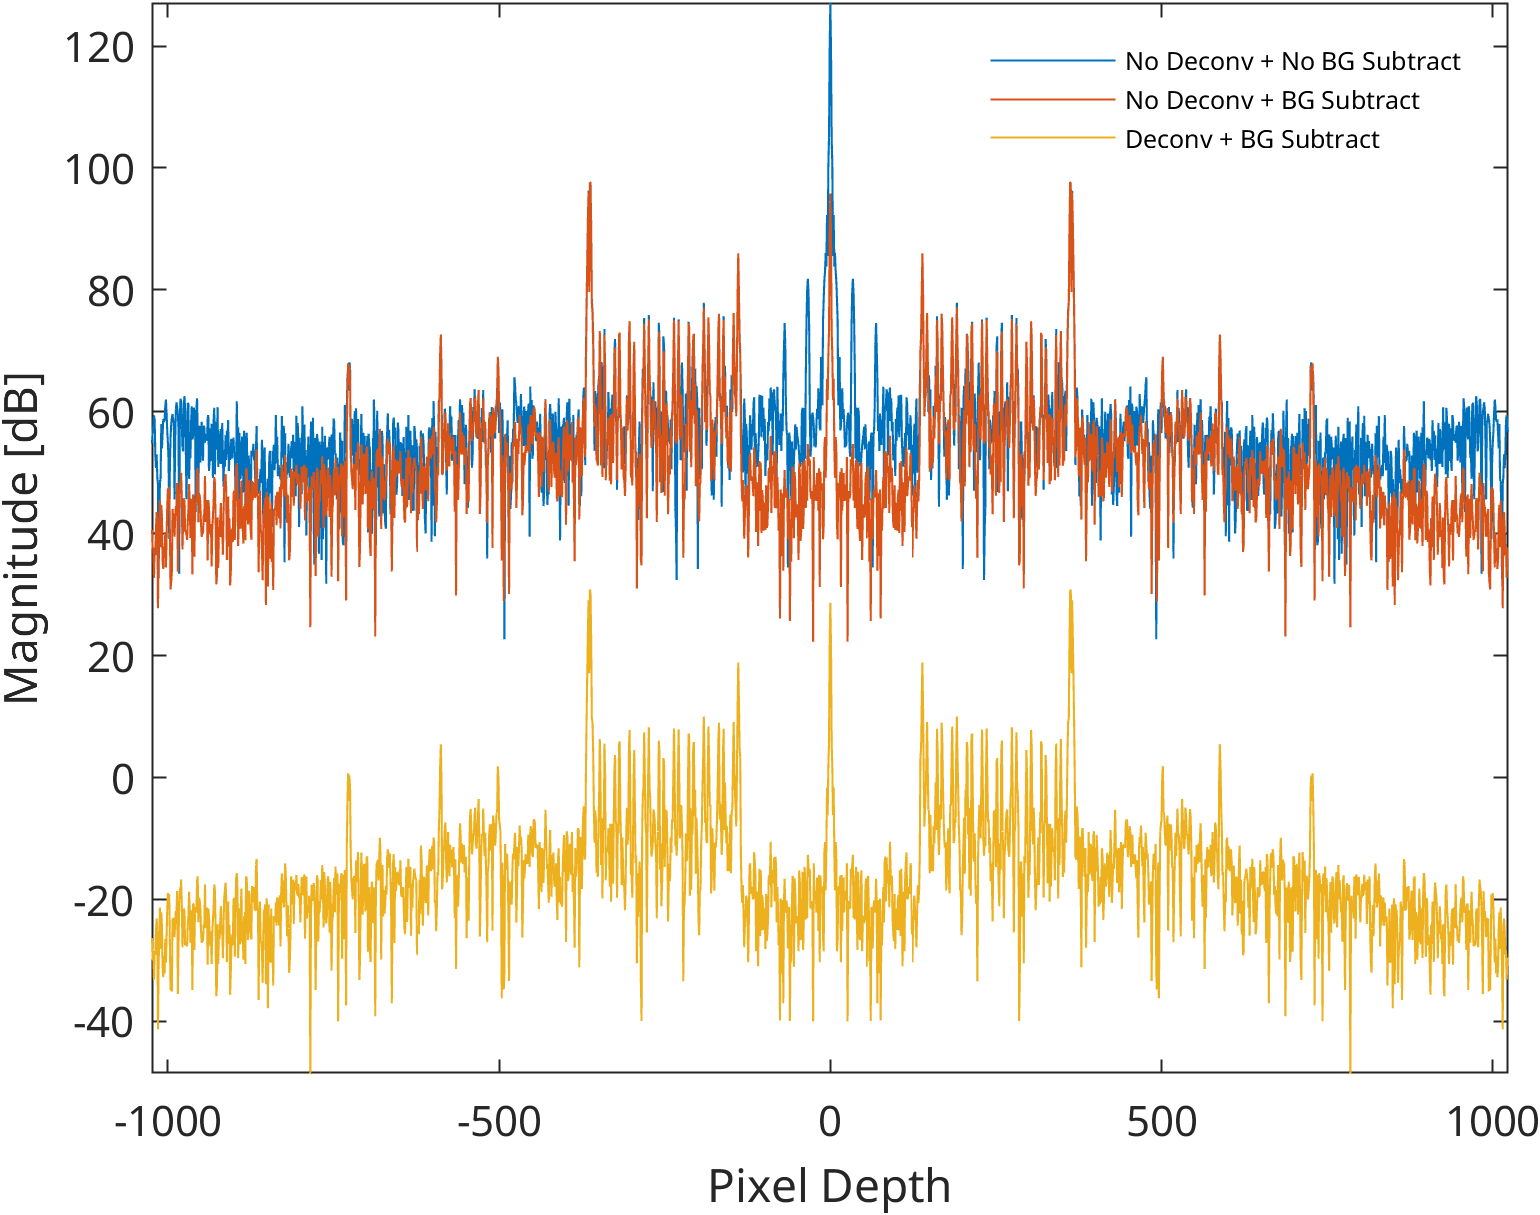 120
100
80
60
40
20
0
-20
-40
Magnitude [dB]
No Deconv + No BG Subtract
No Deconv + BG Subtract
Deconv + BG Subtract
-1000 -500 0 500 1000
Pixel Depth